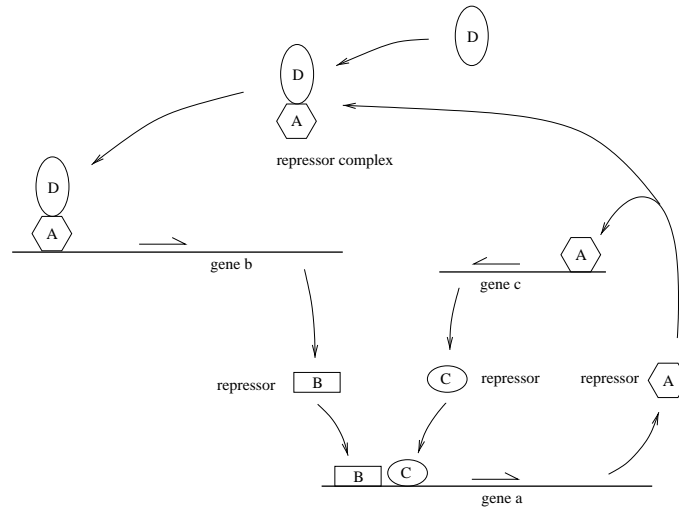 D
D
A
repressor complex
D
A
gene b
A
gene c
repressor
B
C
repressor
repressor
A
B
C
gene a